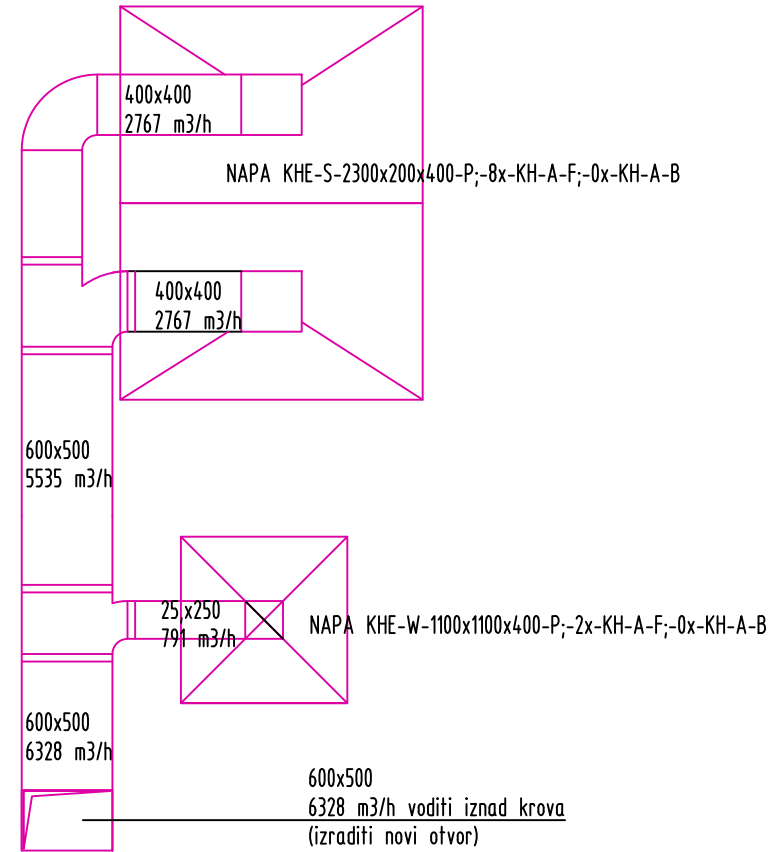 400x400
2767 m3/h
NAPA KHE-S-2300x200x400-P;-8x-KH-A-F;-0x-KH-A-B
400x400
2767 m3/h
600x500
5535 m3/h
25,x250
791 m3/h
NAPA KHE-W-1100x1100x400-P;-2x-KH-A-F;-0x-KH-A-B
600x500
6328 m3/h
600x500
6328 m3/h voditi iznad krova
(izraditi novi otvor)